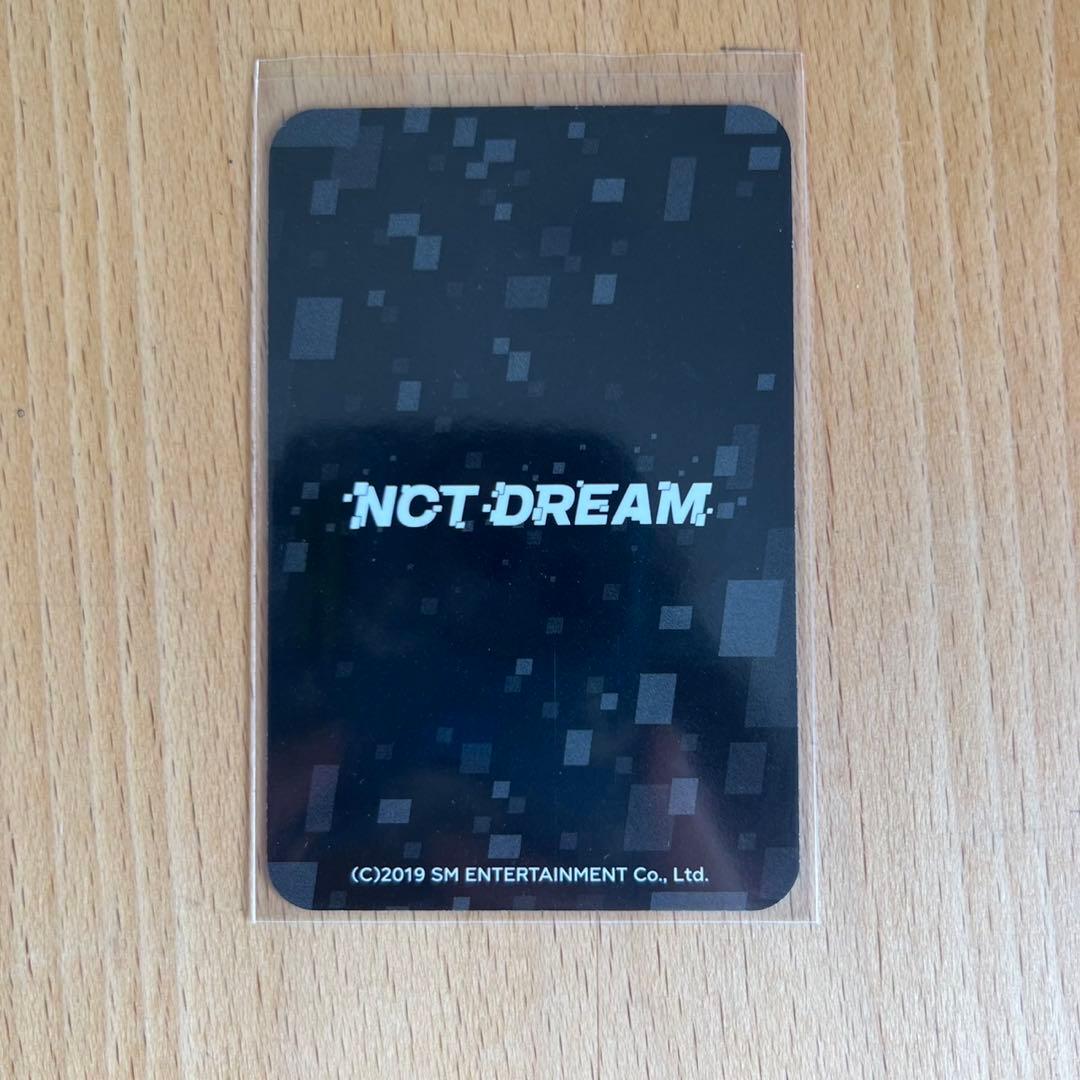 NCT DREAM
(C)2019 SM ENTERTAINMENT Co., Ltd.